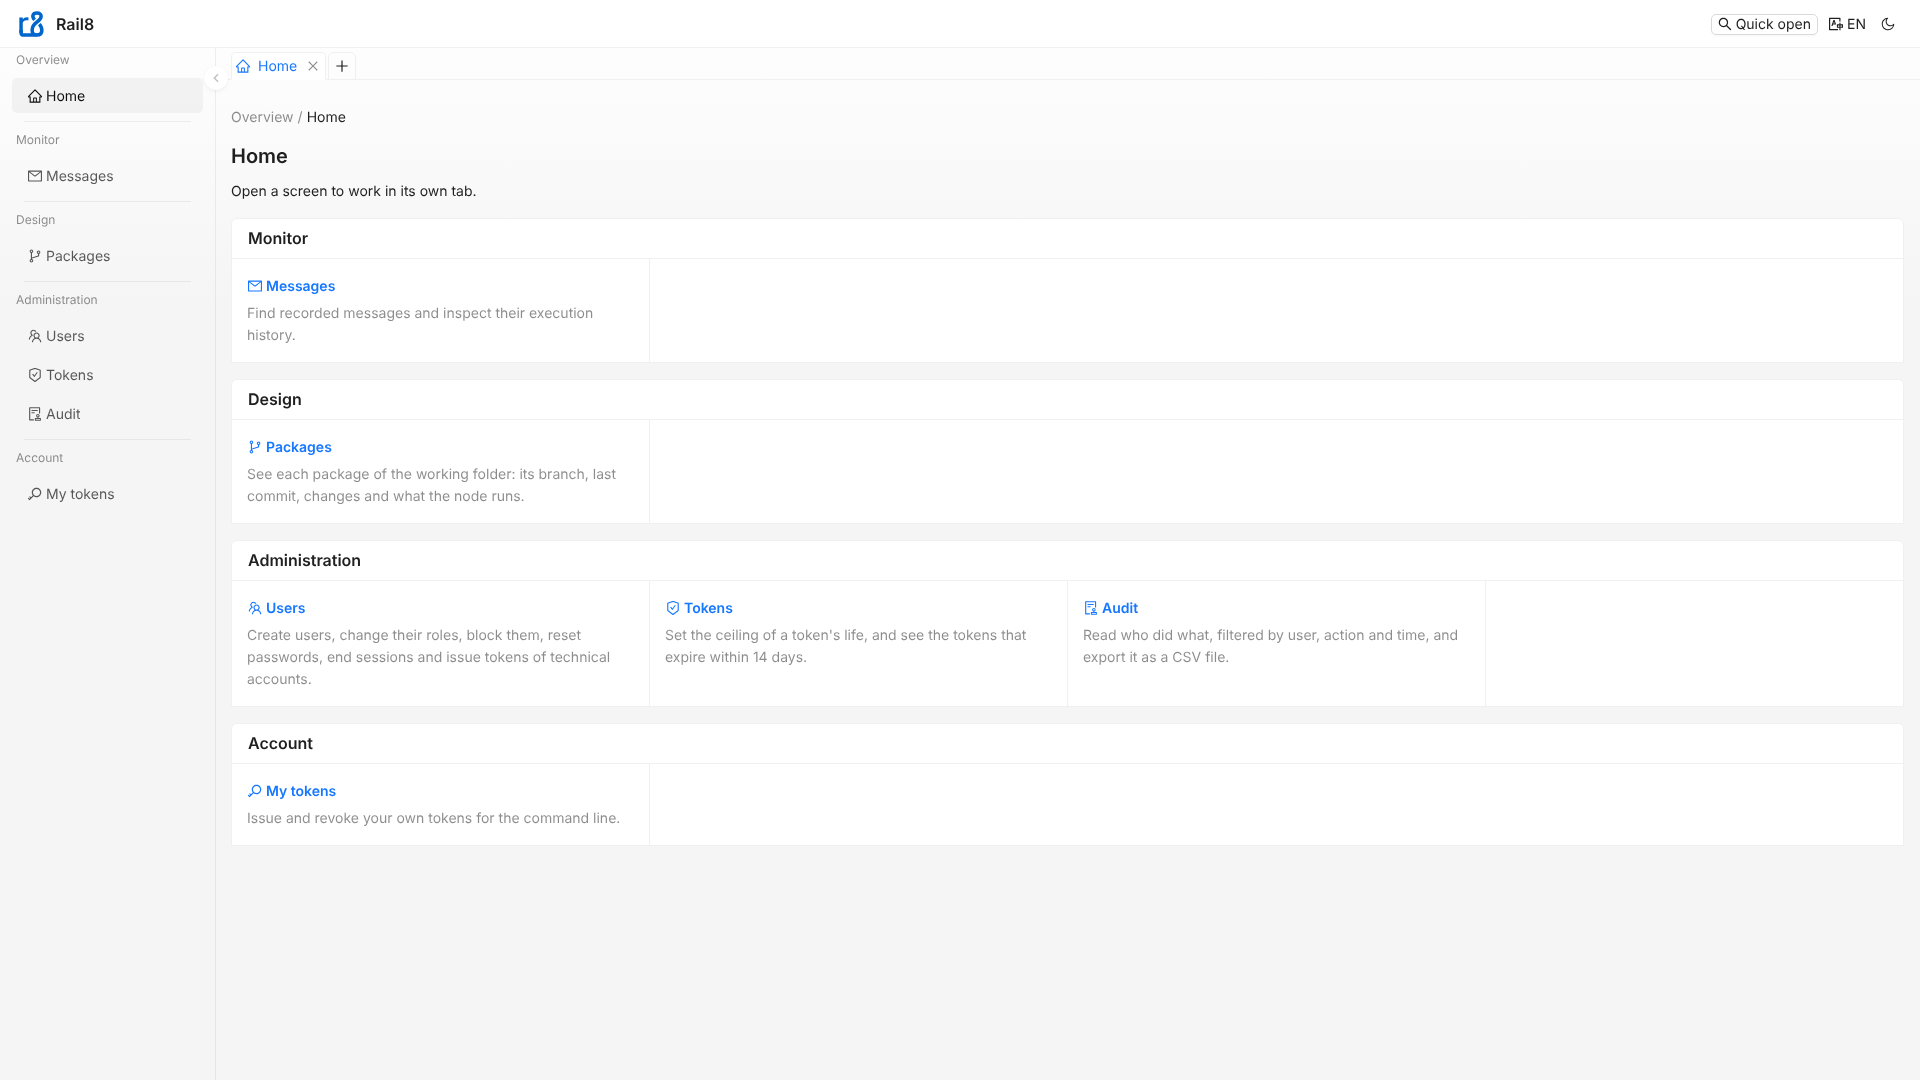 r8 Rail8
Quick open
EN
Overview
Home
Monitor
Messages
Design
Packages
Administration
Users
Tokens
Audit
Account
My tokens
Home
Overview / Home
Home
Open a screen to work in its own tab.
Monitor
Messages
Find recorded messages and inspect their execution
history.
Design
Packages
See each package of the working folder: its branch, last
commit, changes and what the node runs.
Administration
Users
Create users, change their roles, block them, reset
passwords, end sessions and issue tokens of technical
accounts.
Tokens
Set the ceiling of a token's life, and see the tokens that
expire within 14 days.
Audit
Read who did what, filtered by user, action and time, and
export it as a CSV file.
Account
My tokens
Issue and revoke your own tokens for the command line.